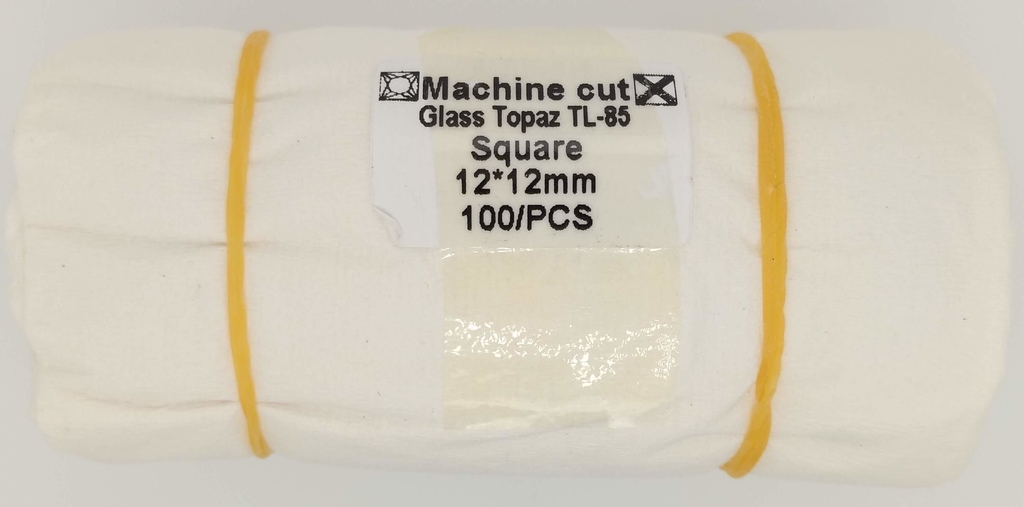 Machine cut
Glass Topaz TL-85
Square
12*12mm
100/PCS